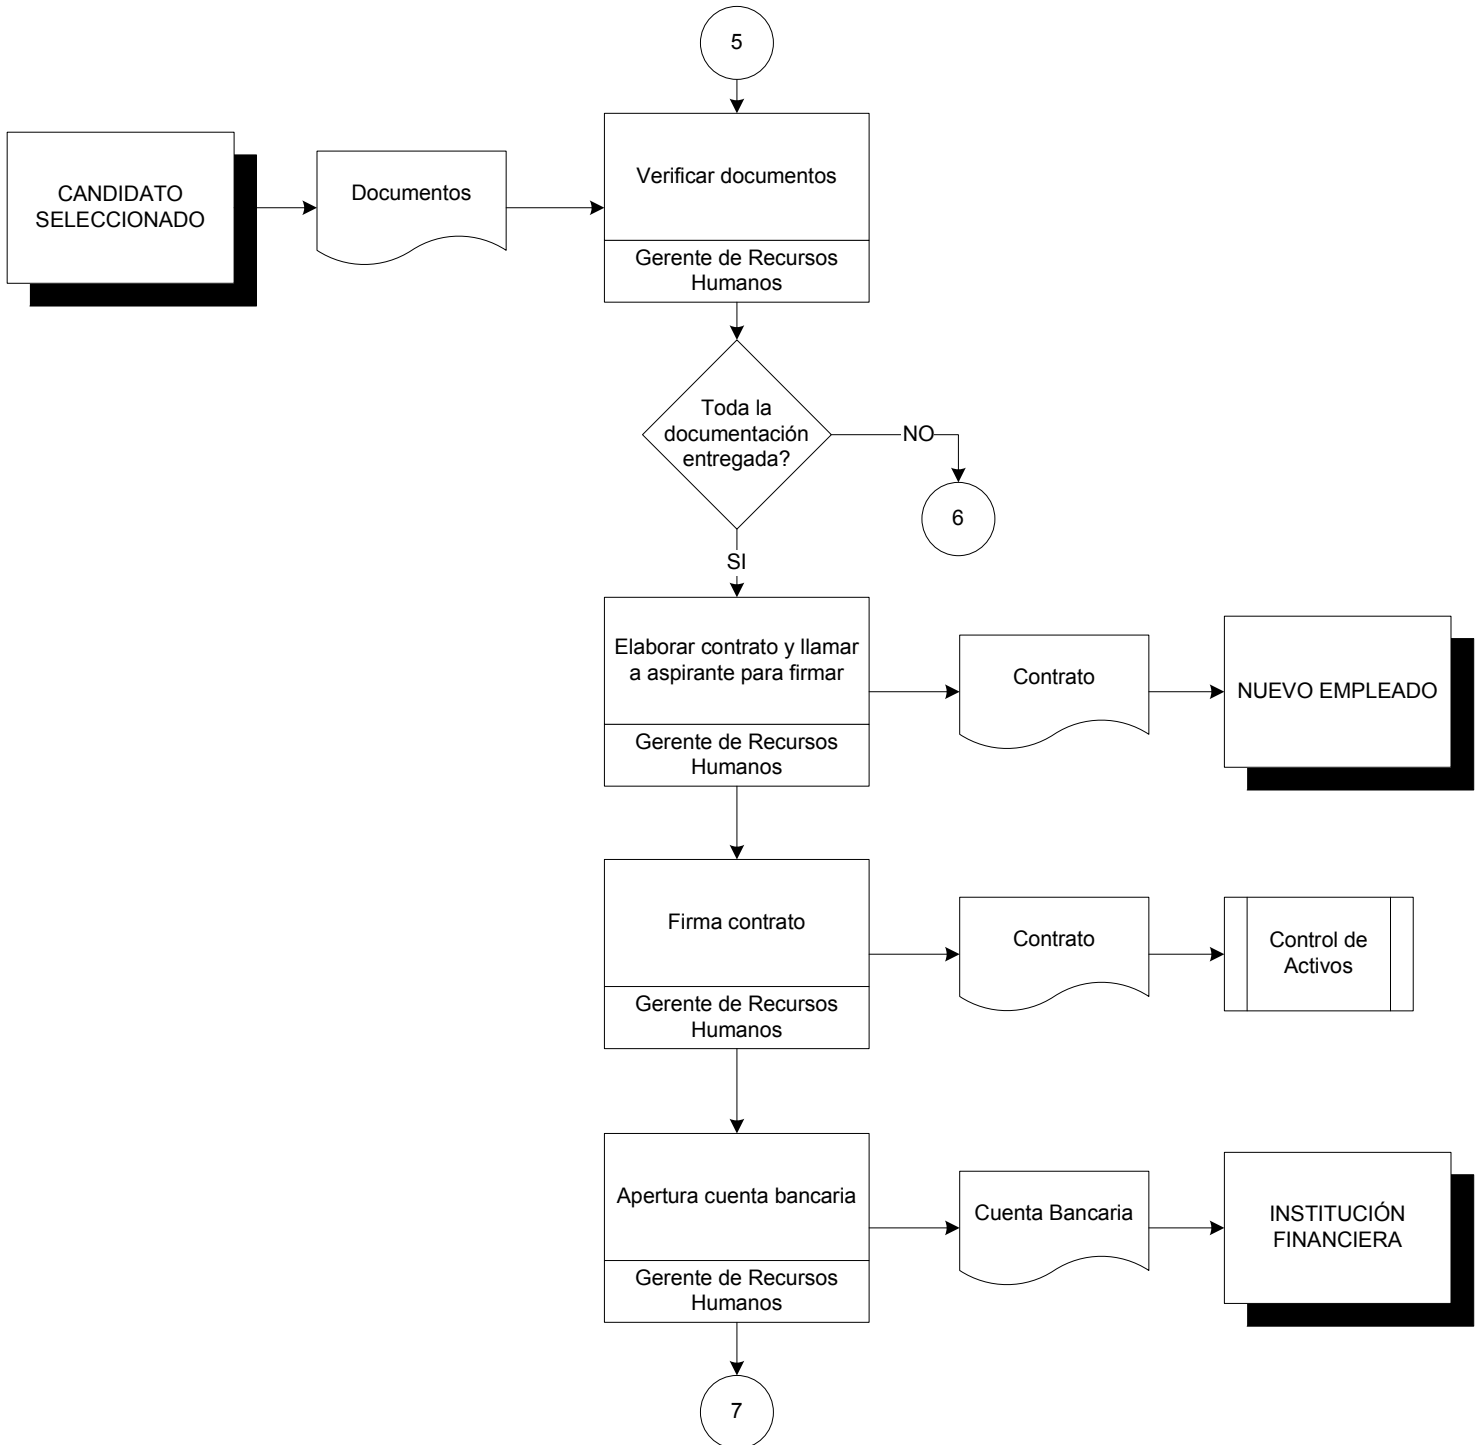 5
CANDIDATO
SELECCIONADO
Documentos
Verificar documentos
Gerente de Recursos
Humanos
Toda la
documentación
entregada?
NO
6
SI
Elaborar contrato y llamar
a aspirante para firmar
Gerente de Recursos
Humanos
Contrato
NUEVO EMPLEADO
Firma contrato
Gerente de Recursos
Humanos
Contrato
Control de
Activos
Apertura cuenta bancaria
Gerente de Recursos
Humanos
Cuenta Bancaria
INSTITUCIÓN
FINANCIERA
7